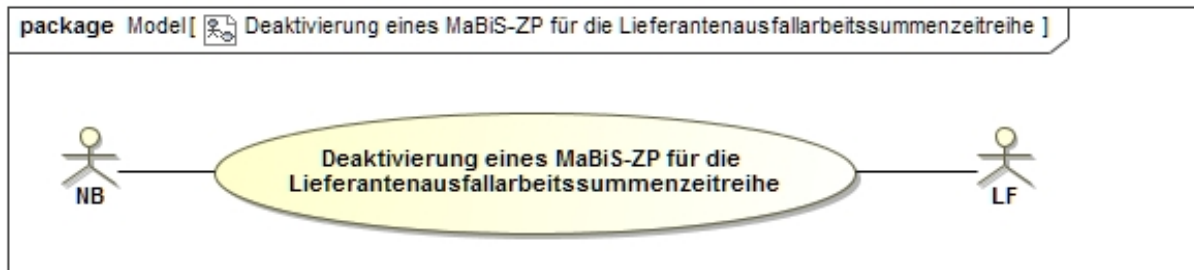 package Model[ Deaktivierung eines MaBiS-ZP für die Lieferantenausfallarbeitssummenzeitreihe ]
Deaktivierung eines MaBiS-ZP für die
Lieferantenausfallarbeitssummenzeitreihe
NB
LF